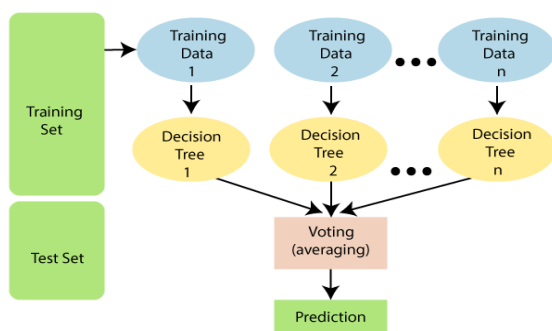 Training
Set
Training
Data
1
Training
Data
2
Training
Data
n
Decision
Tree
1
Decision
Tree
2
Decision
Tree
n
Test Set
Voting
(averaging)
Prediction